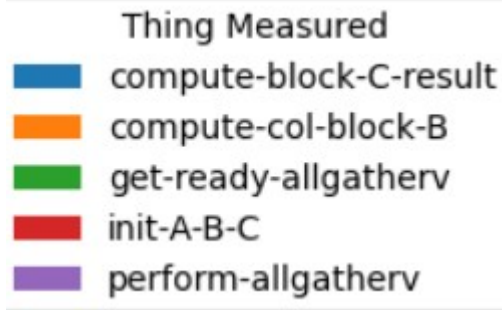 Thing Measured
compute-block-C-result
compute-col-block-B
get-ready-allgatherv
init-A-B-C
perform-allgatherv